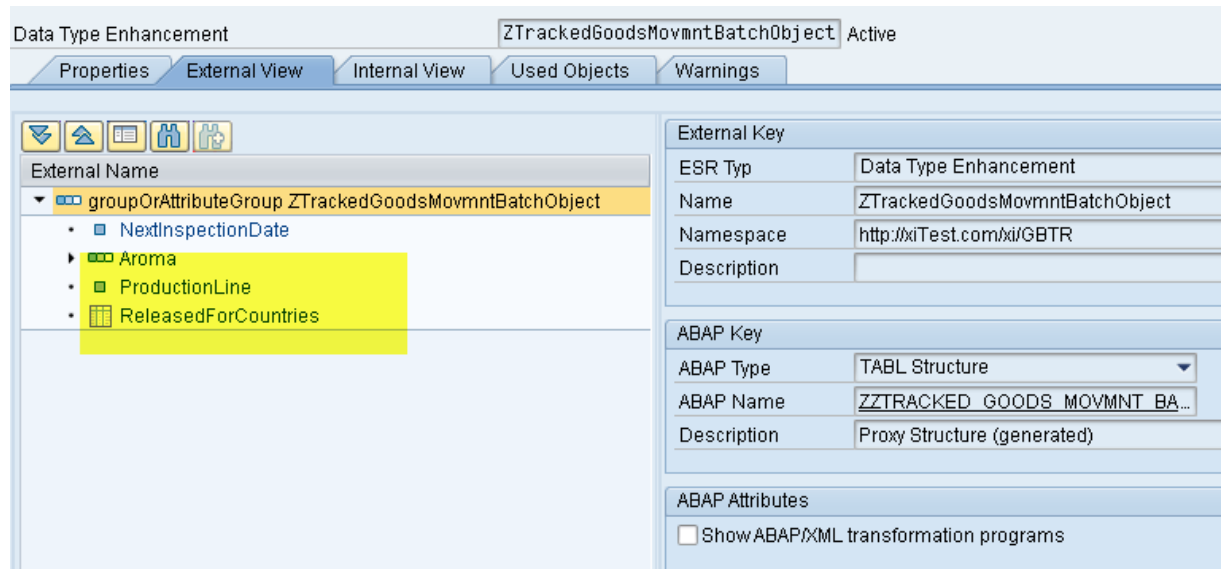 Data Type Enhancement ZTrackedGoodsMovmntBatchObject Active
Properties External View Internal View Used Objects Warnings
External Name
groupOrAttributeGroup ZTrackedGoodsMovmntBatchObject
NextInspectionDate
Aroma
ProductionLine
ReleasedForCountries
External Key
ESR Typ Data Type Enhancement
Name ZTrackedGoodsMovmntBatchObject
Namespace http://xiTest.com/xi/GBTR
Description
ABAP Key
ABAP Type TABL Structure
ABAP Name ZZTRACKED_GOODS_MOVMNT_BA...
Description Proxy Structure (generated)
ABAP Attributes
Show ABAP/XML transformation programs